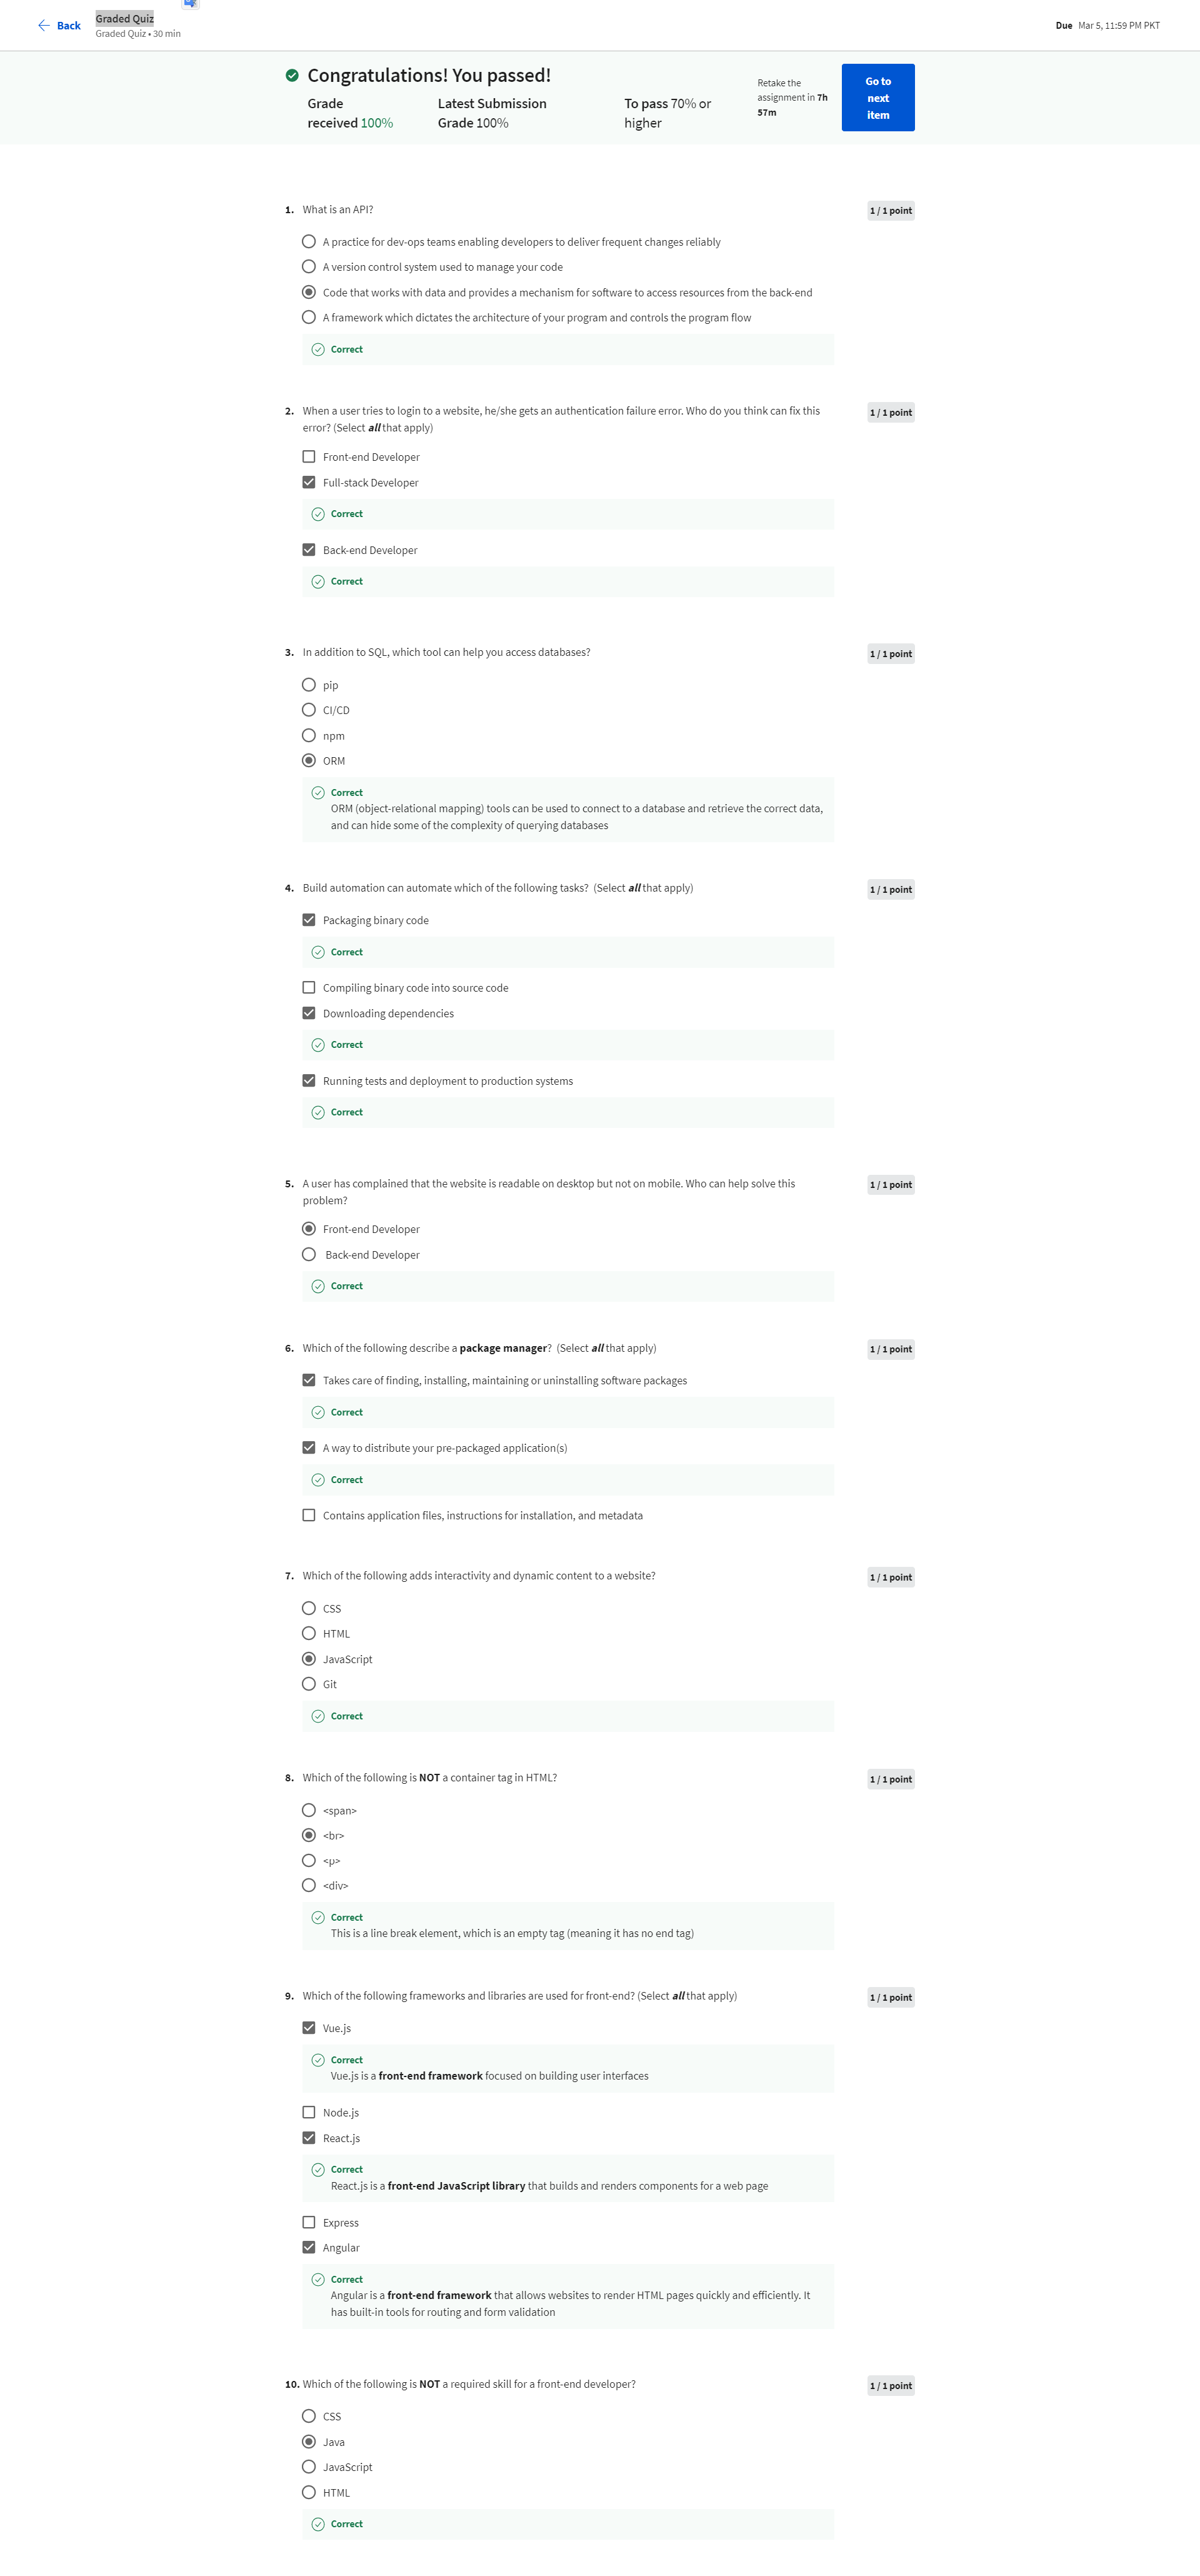 Back
Graded Quiz
Graded Quiz • 30 min
Due Mar 5, 11:59 PM PKT
Congratulations! You passed!
Grade
received 100%
Latest Submission
Grade 100%
To pass 70% or
higher
Retake the
assignment in 7h
57m
Go to
next
item
1. What is an API?
1 / 1 point
A practice for dev-ops teams enabling developers to deliver frequent changes reliably
A version control system used to manage your code
Code that works with data and provides a mechanism for software to access resources from the back-end
A framework which dictates the architecture of your program and controls the program flow
Correct
2. When a user tries to login to a website, he/she gets an authentication failure error. Who do you think can fix this
error? (Select all that apply)
1 / 1 point
Front-end Developer
Full-stack Developer
Correct
Back-end Developer
Correct
3. In addition to SQL, which tool can help you access databases?
1 / 1 point
pip
CI/CD
npm
ORM
Correct
ORM (object-relational mapping) tools can be used to connect to a database and retrieve the correct data,
and can hide some of the complexity of querying databases
4. Build automation can automate which of the following tasks? (Select all that apply)
1 / 1 point
Packaging binary code
Correct
Compiling binary code into source code
Downloading dependencies
Correct
Running tests and deployment to production systems
Correct
5. A user has complained that the website is readable on desktop but not on mobile. Who can help solve this
problem?
1 / 1 point
Front-end Developer
Back-end Developer
Correct
6. Which of the following describe a package manager? (Select all that apply)
1 / 1 point
Takes care of finding, installing, maintaining or uninstalling software packages
Correct
A way to distribute your pre-packaged application(s)
Correct
Contains application files, instructions for installation, and metadata
7. Which of the following adds interactivity and dynamic content to a website?
1 / 1 point
CSS
HTML
JavaScript
Git
Correct
8. Which of the following is NOT a container tag in HTML?
1 / 1 point
<span>
<br>
<p>
<div>
Correct
This is a line break element, which is an empty tag (meaning it has no end tag)
9. Which of the following frameworks and libraries are used for front-end? (Select all that apply)
1 / 1 point
Vue.js
Correct
Vue.js is a front-end framework focused on building user interfaces
Node.js
React.js
Correct
React.js is a front-end JavaScript library that builds and renders components for a web page
Express
Angular
Correct
Angular is a front-end framework that allows websites to render HTML pages quickly and efficiently. It
has built-in tools for routing and form validation
10. Which of the following is NOT a required skill for a front-end developer?
1 / 1 point
CSS
Java
JavaScript
HTML
Correct